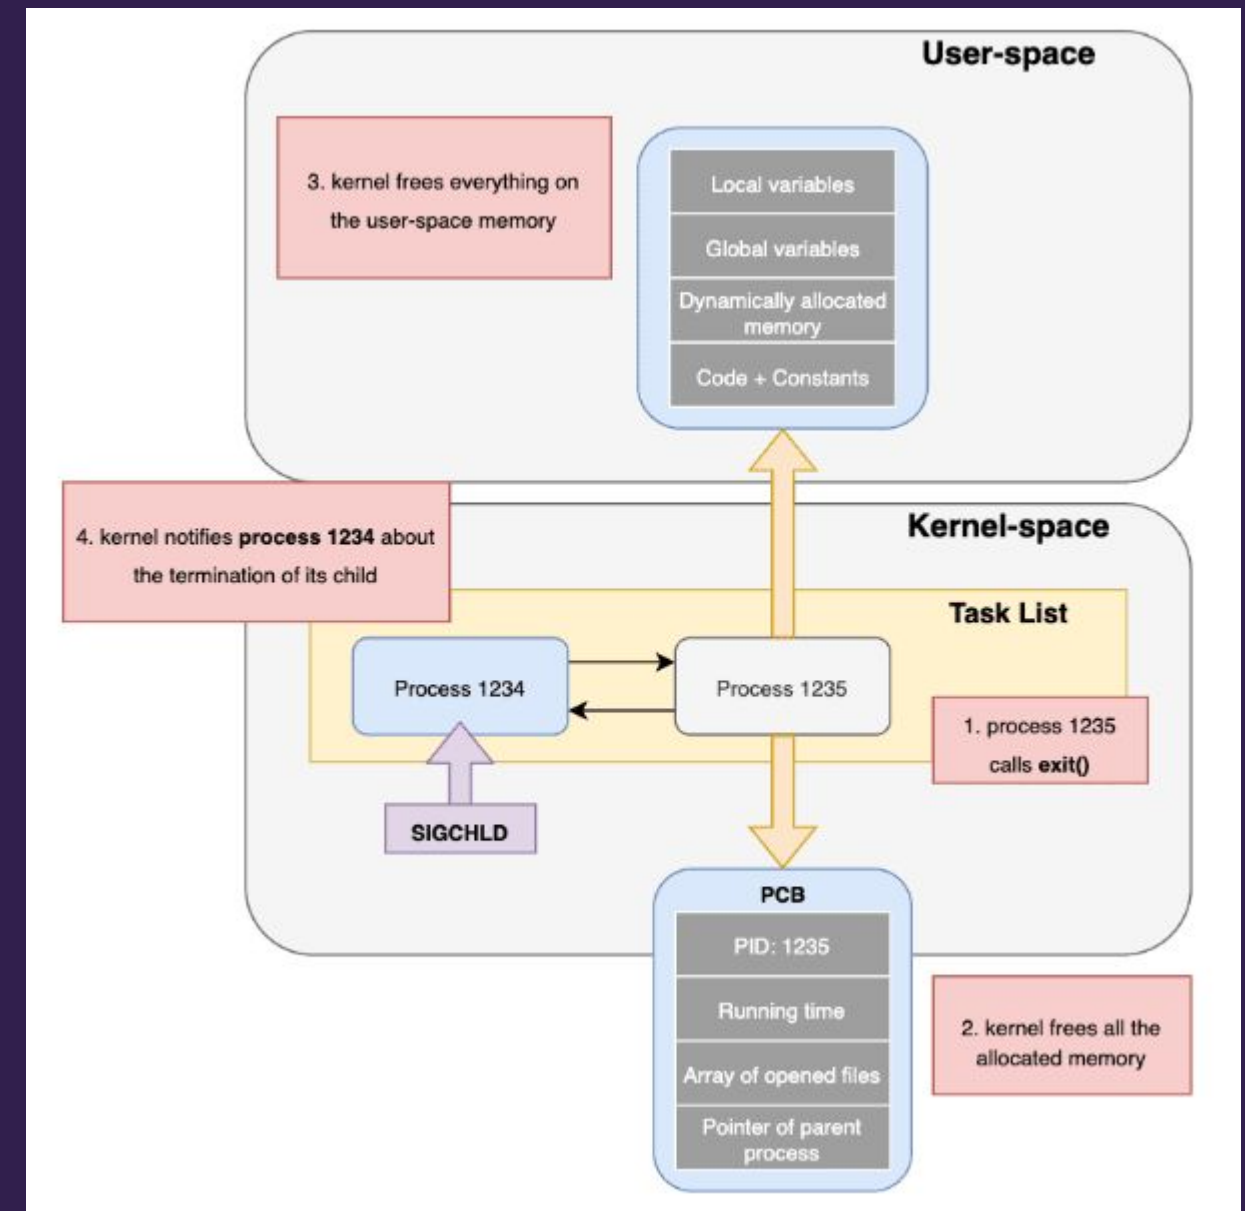 User-space
3. kernel frees everything on
the user-space memory
Local variables
Global variables
Dynamically allocated
memory
Code + Constants
4. kernel notifies process 1234 about
the termination of its child
Kernel-space
Task List
Process 1234
Process 1235
1. process 1235
calls exit()
SIGCHLD
PCB
PID: 1235
Running time
Array of opened files
Pointer of parent
process
2. kernel frees all the
allocated memory